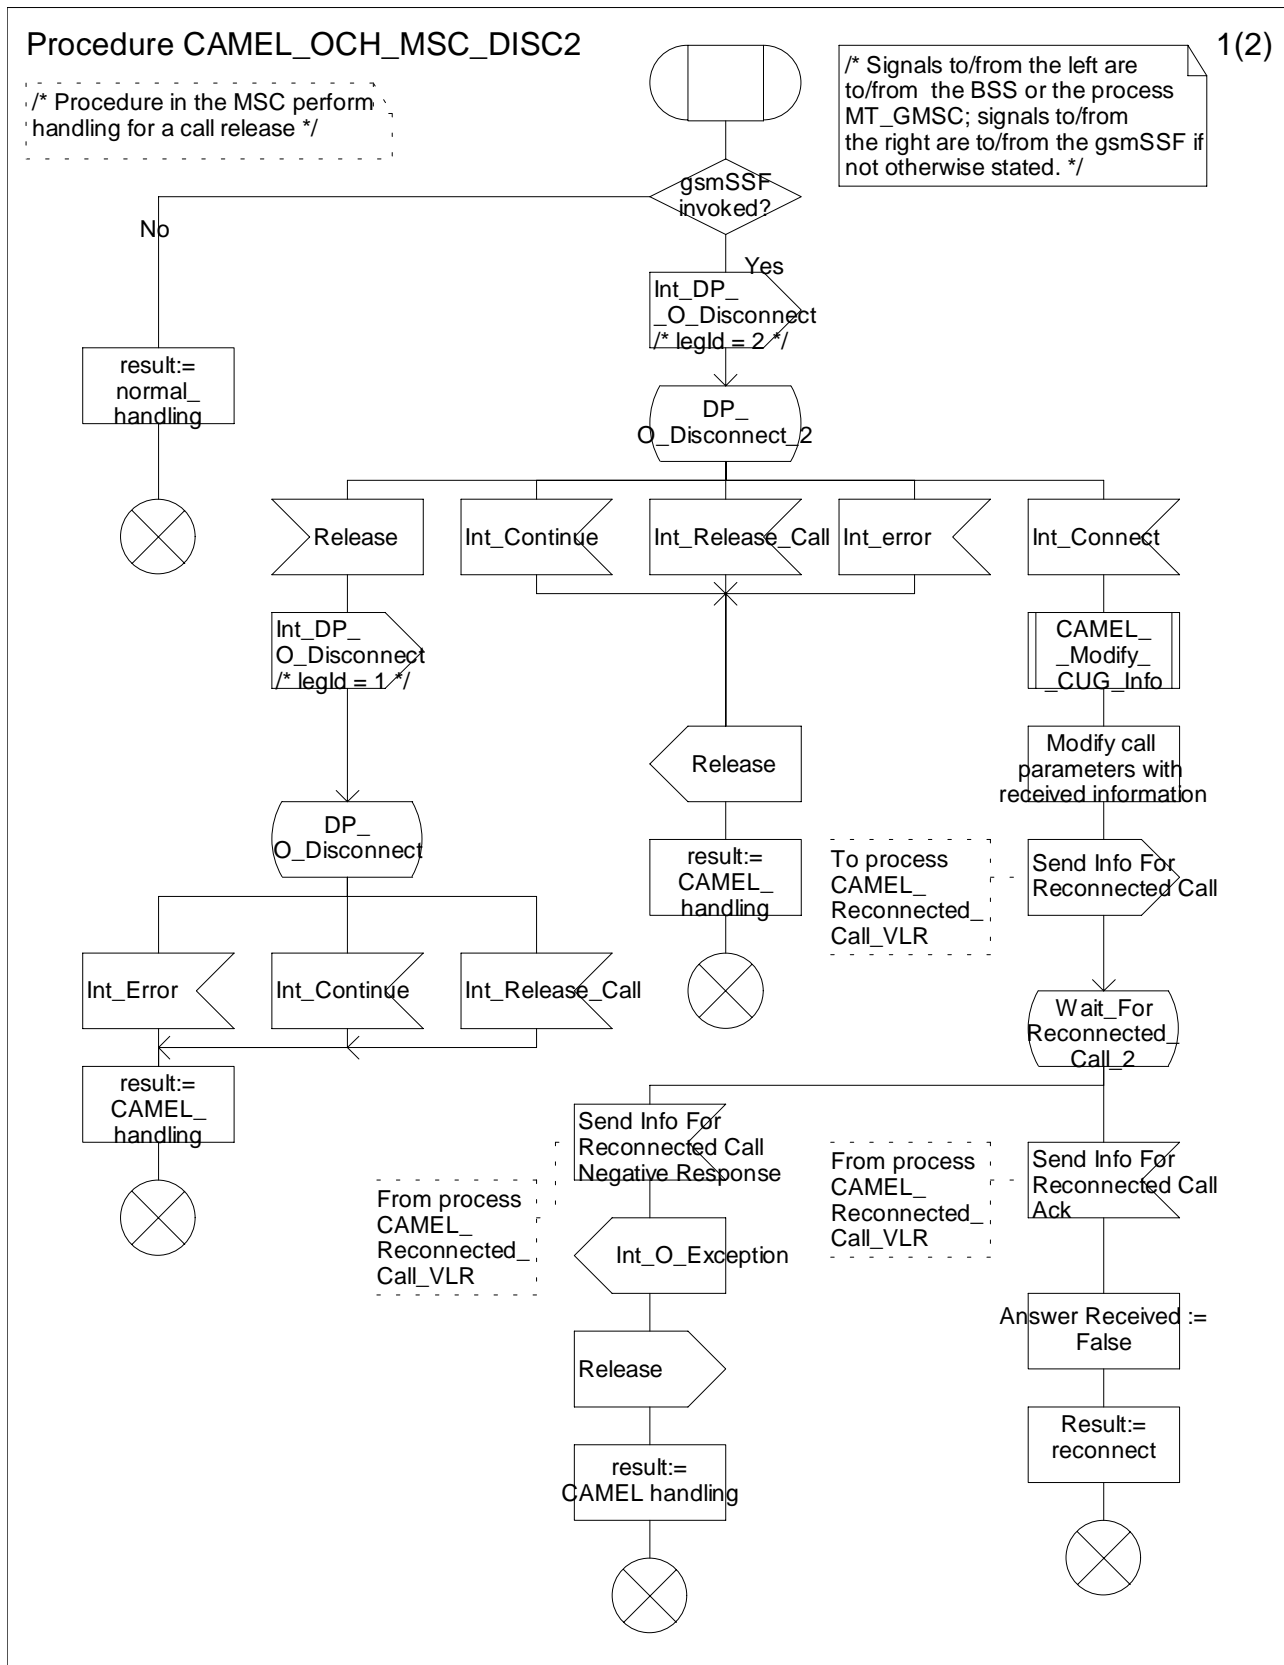 Procedure CAMEL_OCH_MSC_DISC2
1(2)
/* Procedure in the MSC perform
handling for a call release */
/* Signals to/from the left are
to/from  the BSS or the process
MT_GMSC; signals to/from
the right are to/from the gsmSSF if
not otherwise stated. */
gsmSSF
invoked?
No
Yes
Int_DP_
_O_Disconnect
/* legId = 2 */
result:=
normal_
handling
DP_
O_Disconnect_2
Release
Int_Continue
Int_Release_Call
Int_error
Int_Connect
Int_DP_
O_Disconnect
/* legId = 1 */
CAMEL_
_Modify_
_CUG_Info
Release
Modify call
parameters with
received information
DP_
O_Disconnect
result:=
CAMEL_
handling
To process
CAMEL_
Reconnected_
Call_VLR
Send Info For
Reconnected Call
Int_Error
Int_Continue
Int_Release_Call
Wait_For
Reconnected_
Call_2
result:=
CAMEL_
handling
Send Info For
Reconnected Call
Negative Response
From process
CAMEL_
Reconnected_
Call_VLR
From process
CAMEL_
Reconnected_
Call_VLR
Send Info For
Reconnected Call
Ack
Int_O_Exception
Answer Received :=
False
Release
Result:=
reconnect
result:=
CAMEL handling